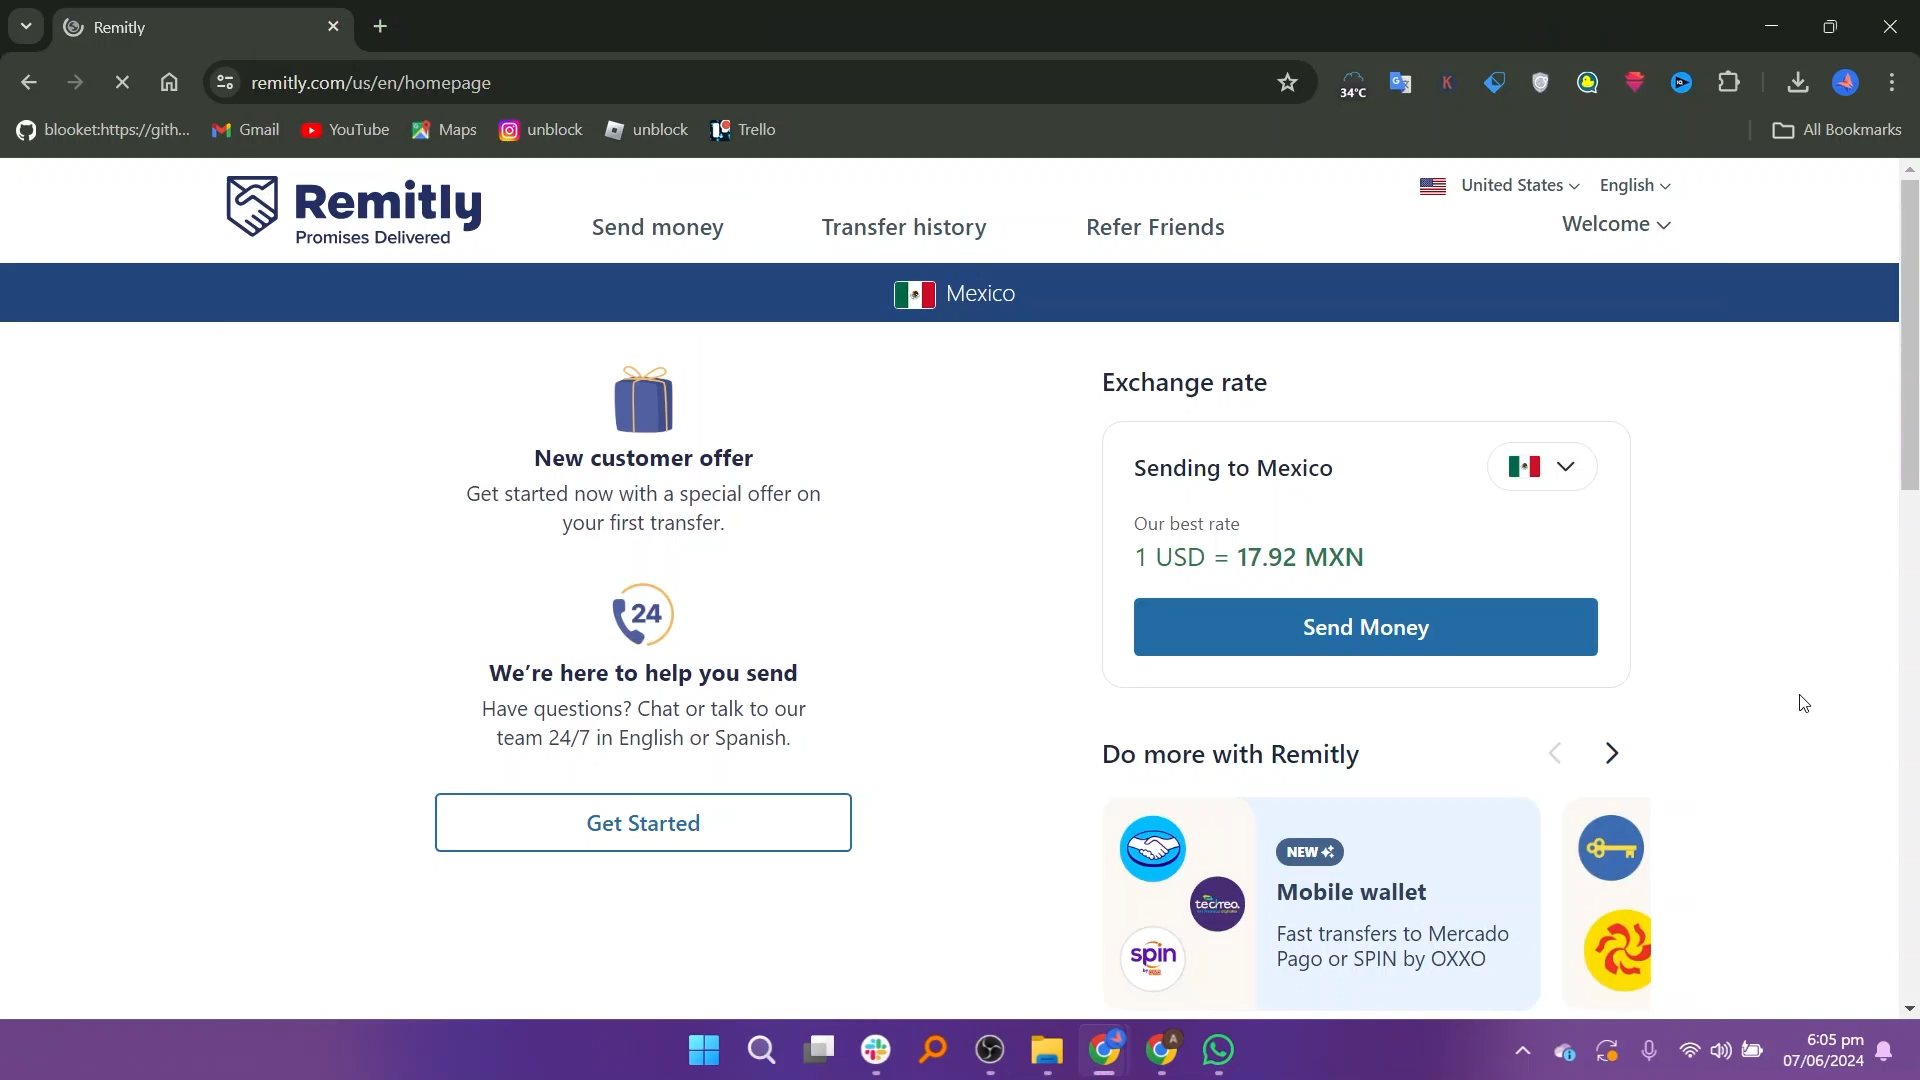 Remitly
remitly.com/us/en/homepage
34°C
K
blooket:https://gith...
Gmail
YouTube
Maps
unblock
unblock
Trello
All Bookmarks
Remitly
Promises Delivered
Send money
Transfer history
Refer Friends
United States
English
Welcome
Mexico
New customer offer
Get started now with a special offer on
your first transfer.
24
We're here to help you send
Have questions? Chat or talk to our
team 24/7 in English or Spanish.
Get Started
Exchange rate
Sending to Mexico
Our best rate
1 USD = 17.92 MXN
Send Money
Do more with Remitly
tecreo.
spin
NEW
Mobile wallet
Fast transfers to Mercado
Pago or SPIN by OXXO
A
6:05 pm
07/06/2024